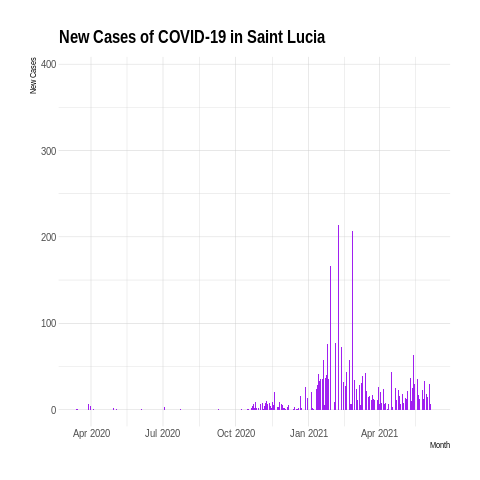 New Cases of COVID-19 in Saint Lucia
New Cases
400
300
200
100
0
Apr 2020
Jul 2020
Oct 2020
Jan 2021
Apr 2021
Month